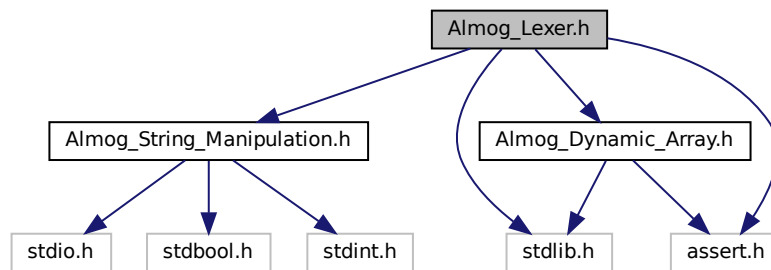 Almog_Lexer.h
Almog_String_Manipulation.h
Almog_Dynamic_Array.h
stdio.h
stdbool.h
stdint.h
stdlib.h
assert.h